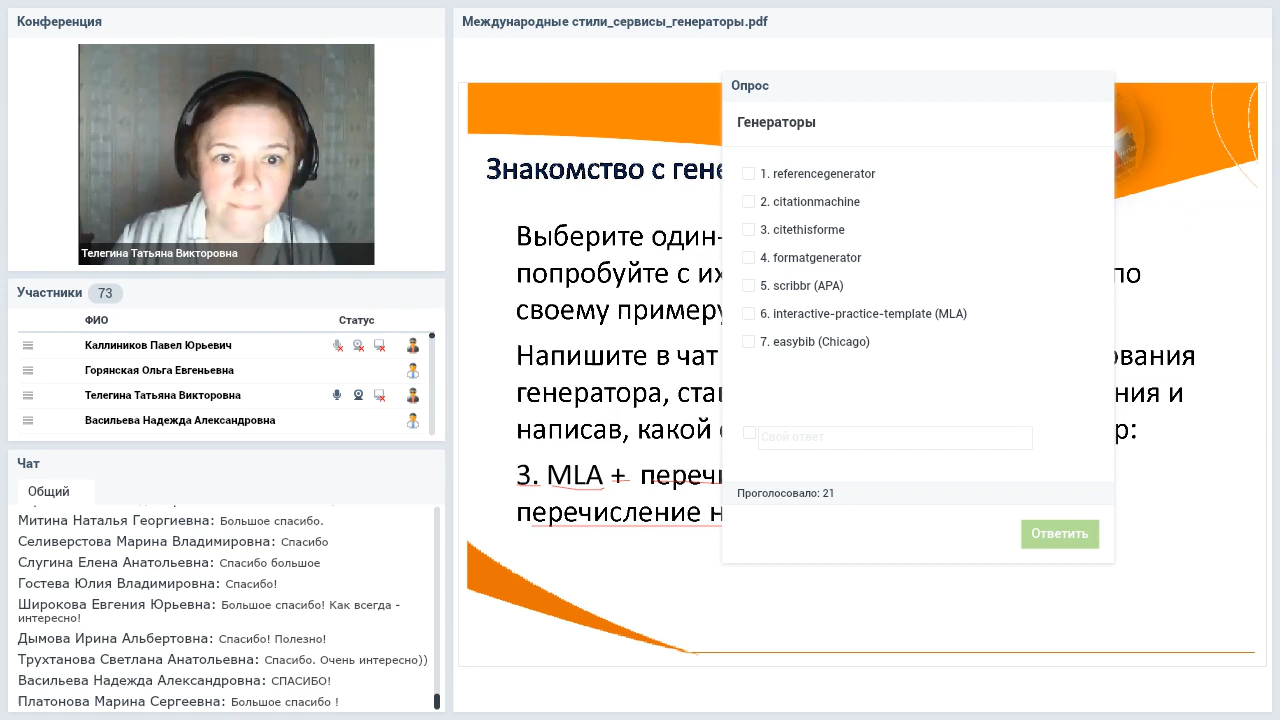 Конференция
Телегина Татьяна Викторовна
Участники 73
ФИО Статус
Каллиников Павел Юрьевич
Горянская Ольга Евгеньевна
Телегина Татьяна Викторовна
Васильева Надежда Александровна
Чат
Общий
Митина Наталья Георгиевна: Большое спасибо.
Селиверстова Марина Владимировна: Спасибо
Слугина Елена Анатольевна: Спасибо большое
Гостева Юлия Владимировна: Спасибо!
Широкова Евгения Юрьевна: Большое спасибо! Как всегда -
интересно!
Дымова Ирина Альбертовна: Спасибо! Полезно!
Трухтанова Светлана Анатольевна: Спасибо. Очень интересно))
Васильева Надежда Александровна: СПАСИБО!
Платонова Марина Сергеевна: Большое спасибо !
Международные стили_сервисы_генераторы.pdf
Знакомство с ген
Выберите один-
попробуйте с их по
своему примеру
Напишите в чат ования
генератора, ста ния и
написав, какой р:
3. MLA + переч
перечисление н
Опрос
Генераторы
1. referencegenerator
2. citationmachine
3. citethisforme
4. formatgenerator
5. scribbr (APA)
6. interactive-practice-template (MLA)
7. easybib (Chicago)
Свой ответ
Проголосовало: 21
Ответить